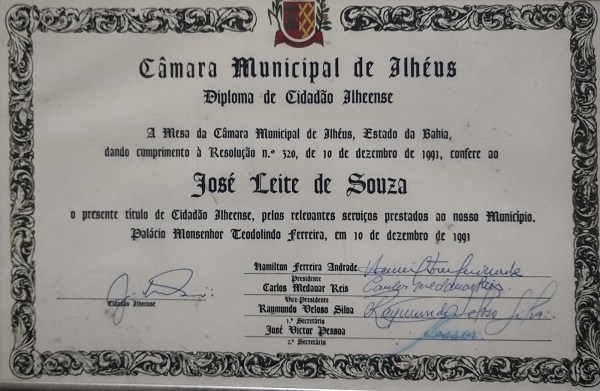 Câmara Municipal de Ilhéus
Diploma de Cidadão Ilheense
A Mesa da Câmara Municipal de Ilhéus, Estado da Bahia,
dando cumprimento à Resolução n.º 320, de 10 de dezembro de 1991, confere ao
José Leite de Souza
o presente título de Cidadão Ilheense, pelos relevantes serviços prestados ao nosso Município.
Palácio Monsenhor Teodolindo Ferreira, em 10 de dezembro de 1991
Hamilton Ferreira Andrade
Presidente
Carlos Medauar Reis
Vice-Presidente
Raymundo Veloso Silva
1.º Secretário
José Victor Pessoa
2.º Secretário
Cidadão Ilheense